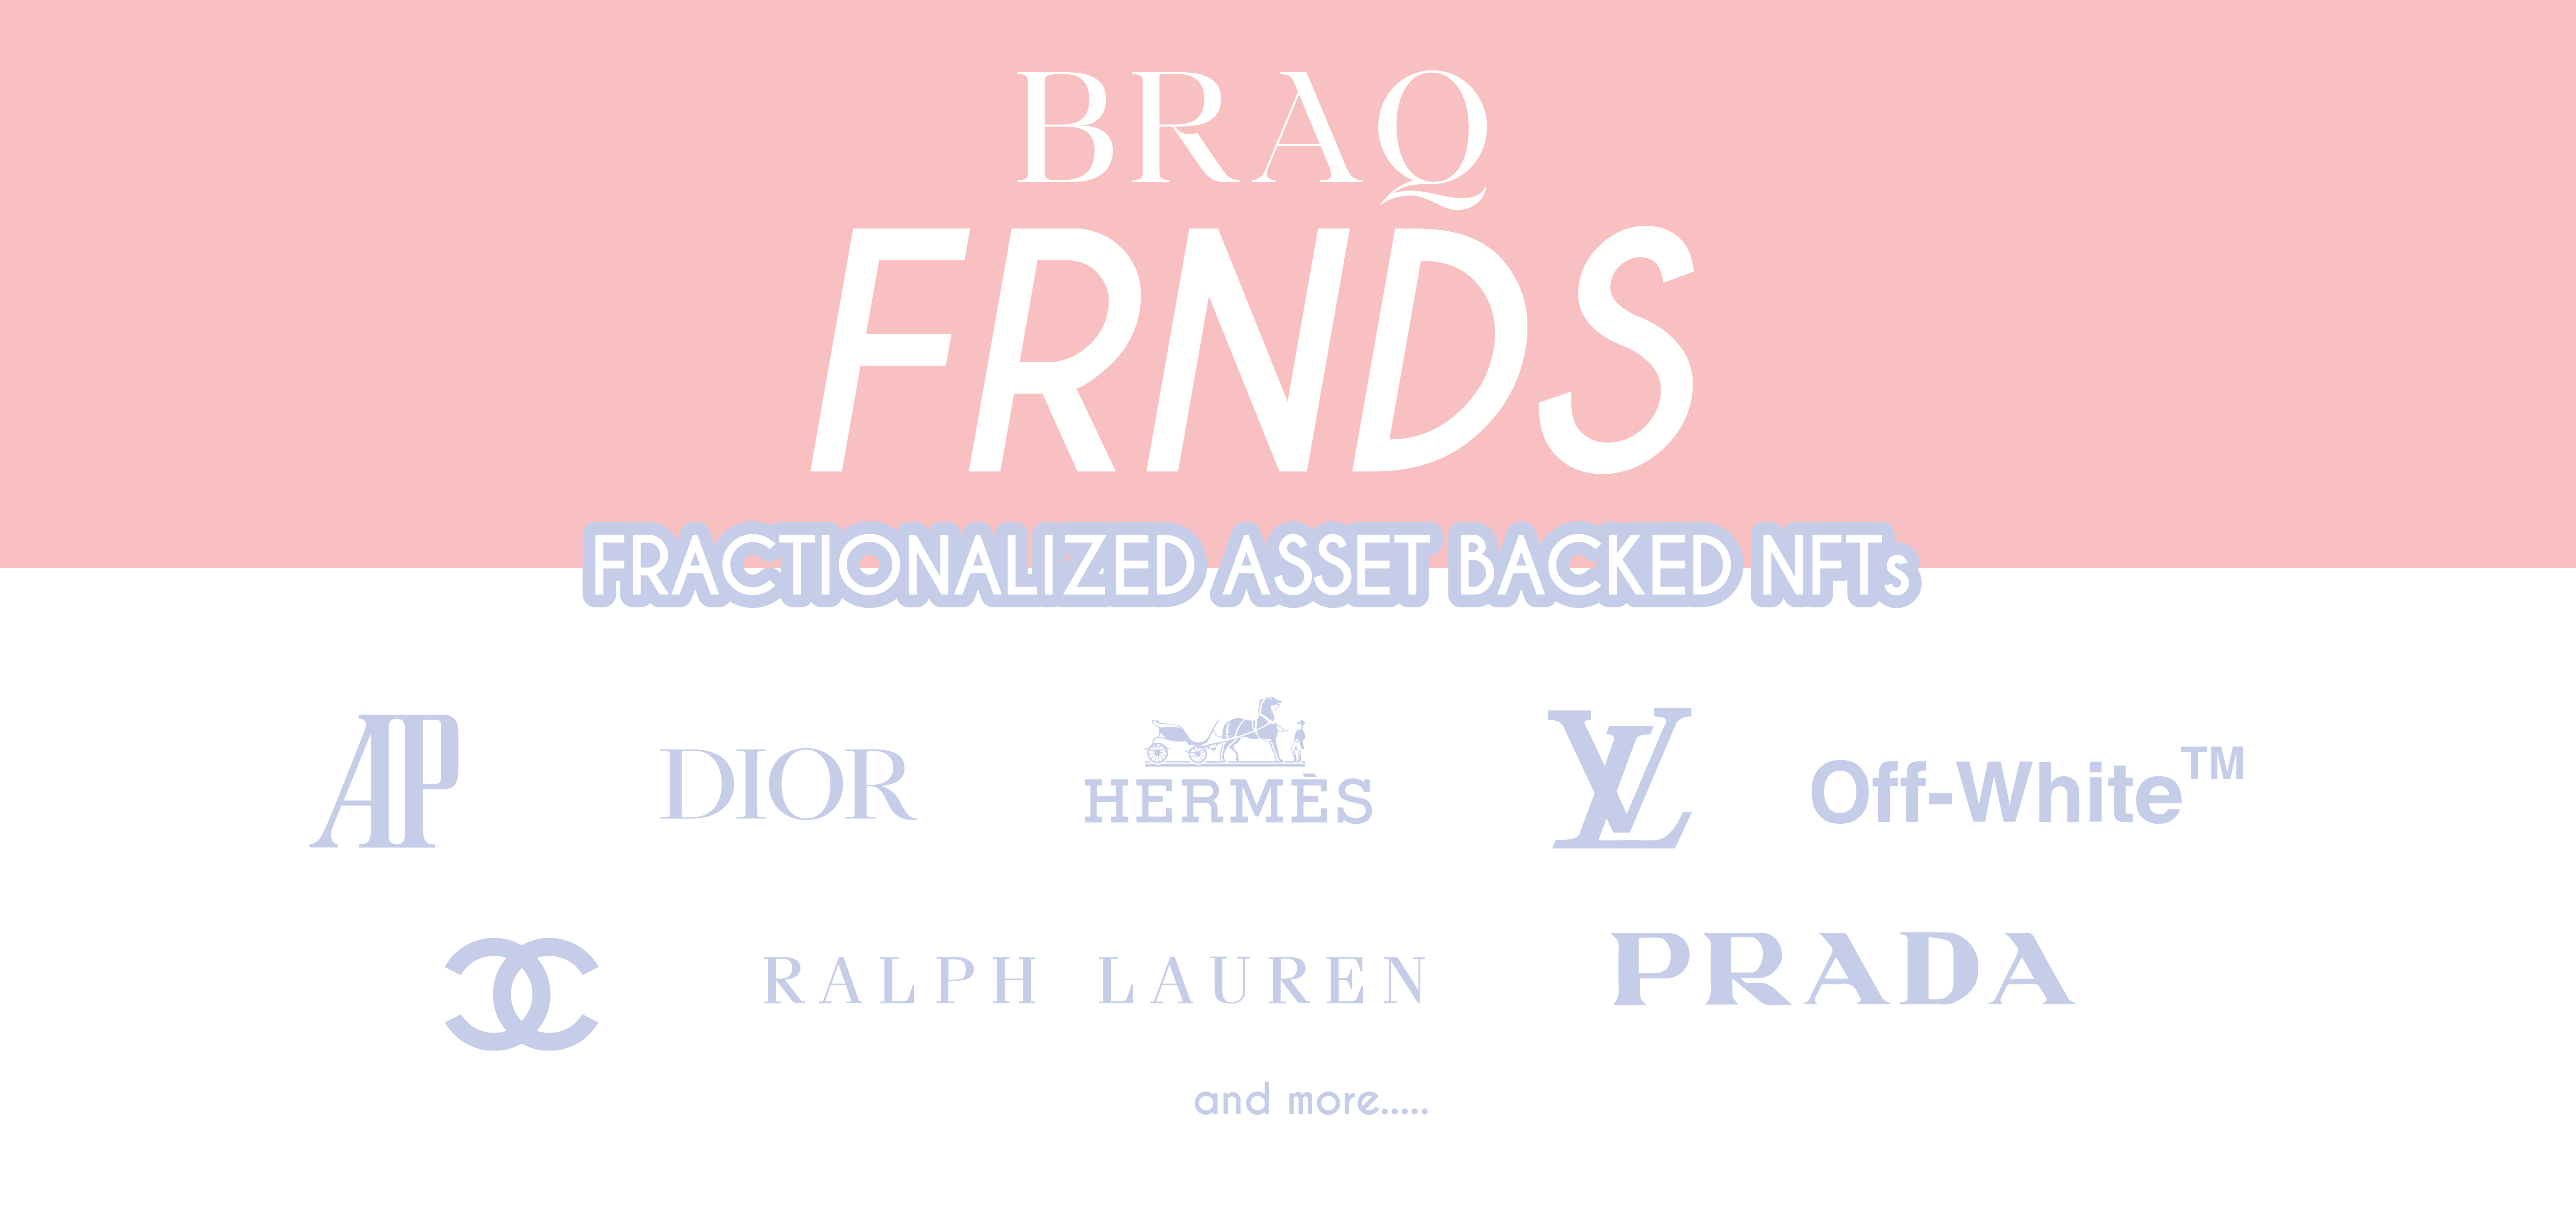 BRAQ
FRNDS
FRACTIONALIZED ASSET BACKED NFTs
AP DIOR HERMÈS LV Off-White™
RALPH LAUREN PRADA
and more.....